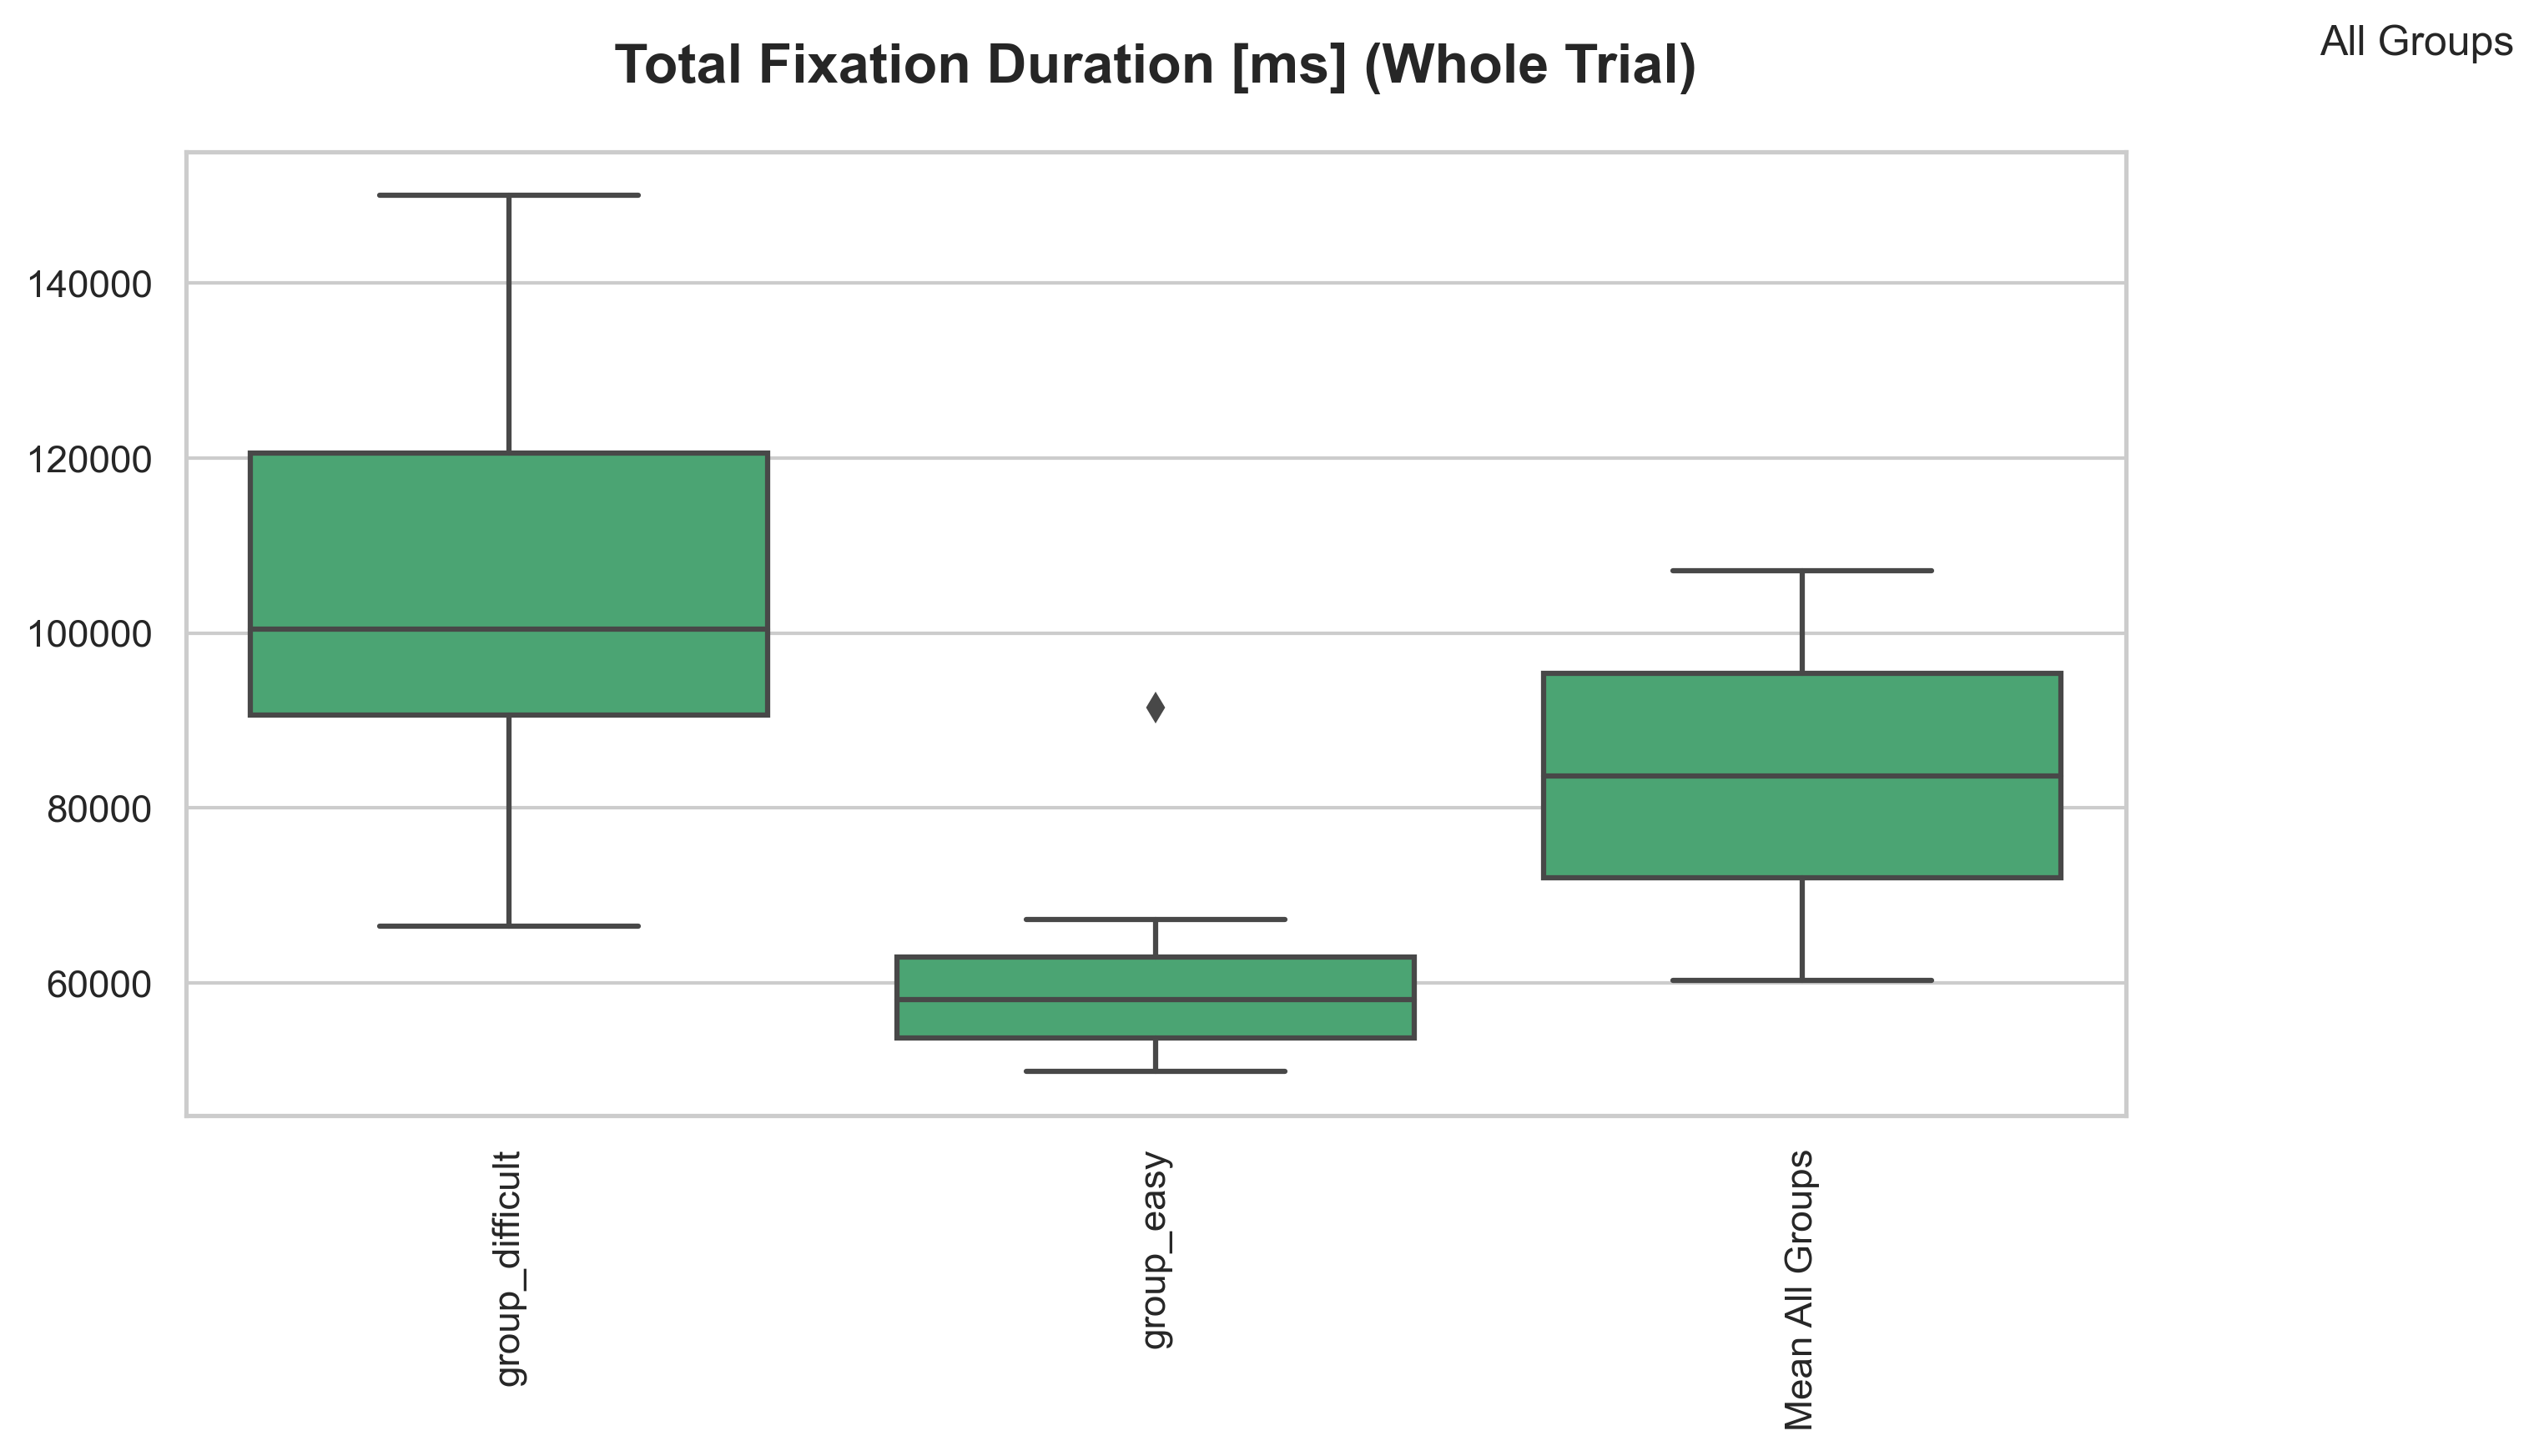 All Groups
Total Fixation Duration [ms] (Whole Trial)
140000
120000
100000
80000
60000
group_difficult
group_easy
Mean All Groups